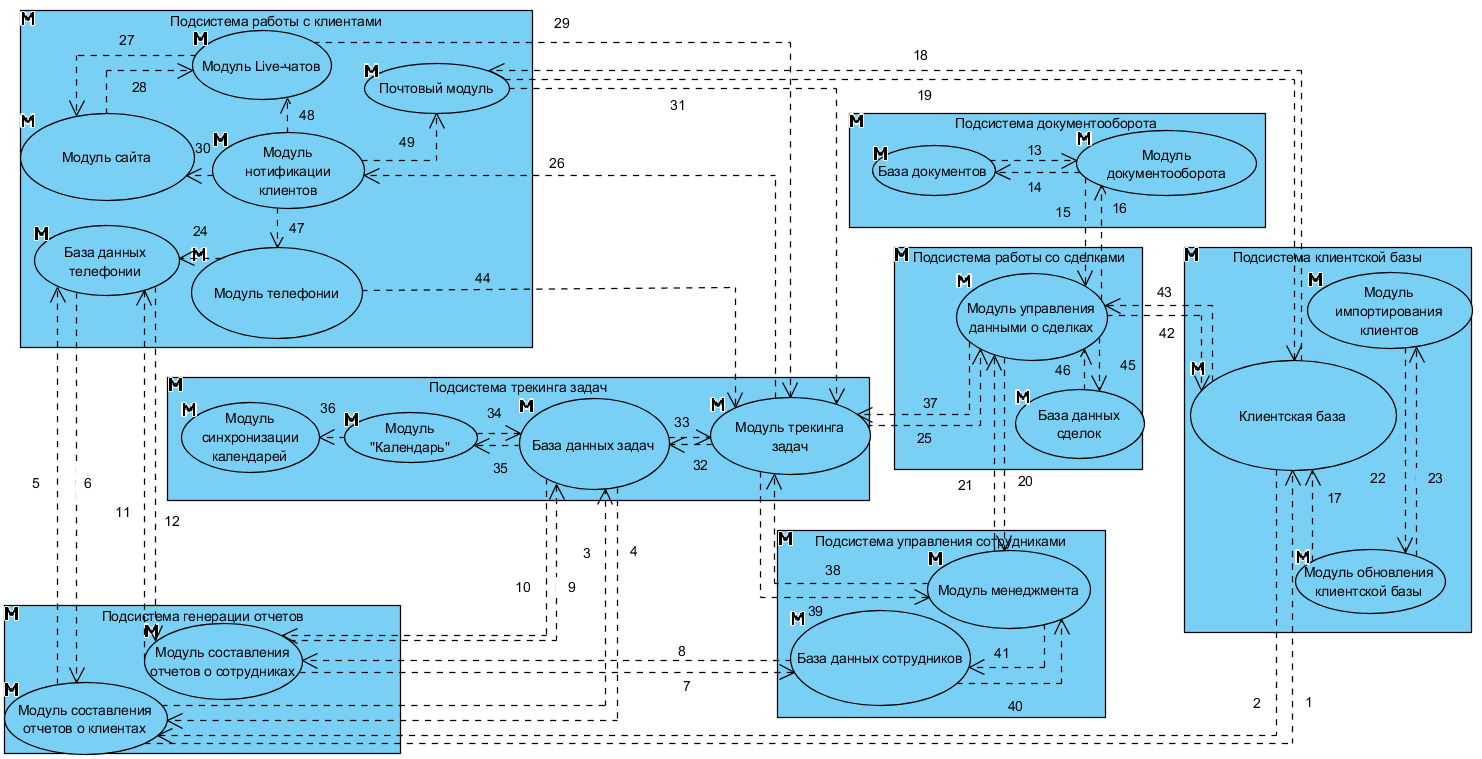 Подсистема работы с клиентами
29
27
Модуль Live-чатов
18
28
Почтовый модуль
31
19
48
Подсистема документооборота
49
30
Модуль сайта
Модуль
нотификации
клиентов
26
13
База документов
Модуль
документооборота
14
15
16
24
47
База данных
телефонии
Модуль телефонии
44
Подсистема работы со сделками
Подсистема клиентской базы
43
42
Модуль управления
данными о сделках
Модуль
импортирования
клиентов
46
45
Подсистема трекинга задач
36
34
33
37
25
Модуль
синхронизации
календарей
Модуль
"Календарь"
База данных задач
Модуль трекинга
задач
База данных
сделок
Клиентская база
35
32
5
6
21
20
22
23
17
11
12
3
4
Подсистема управления сотрудниками
10
9
38
Модуль менеджмента
Модуль обновления
клиентской базы
39
Подсистема генерации отчетов
Модуль составления
отчетов о сотрудниках
8
База данных сотрудников
41
7
40
2
1
Модуль составления
отчетов о клиентах